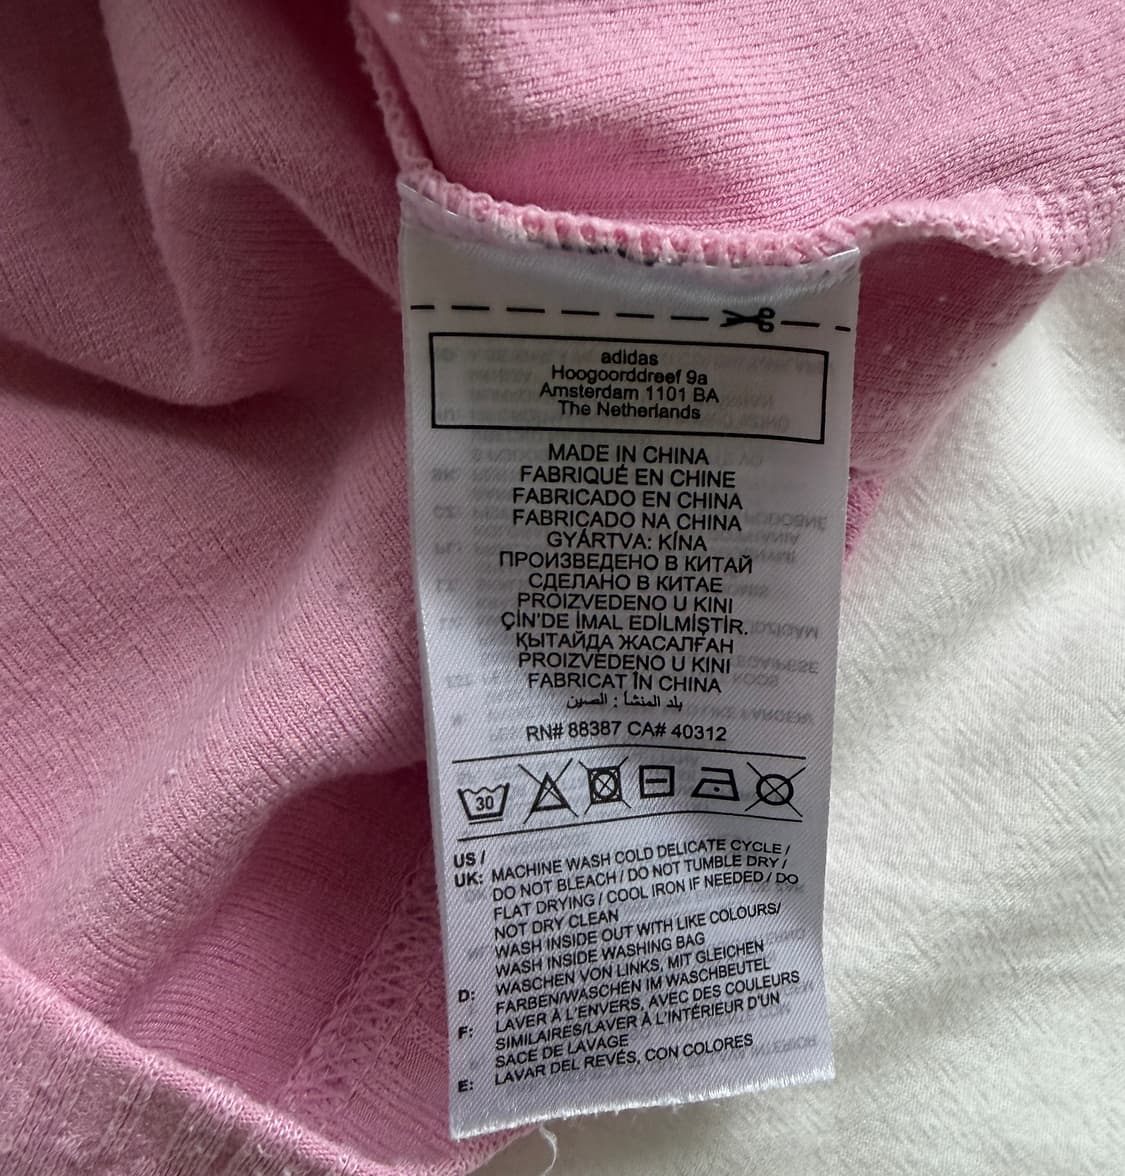 adidas
Hoogoorddreef 9a
Amsterdam 1101 BA
The Netherlands
MADE IN CHINA
FABRIQUÉ EN CHINE
FABRICADO EN CHINA
FABRICADO NA CHINA
GYÁRTVA: KÍNA
ПРОИЗВЕДЕНО В КИТАЙ
СДЕЛАНО В КИТАЕ
PROIZVEDENO U KINI
ÇİN'DE İMAL EDİLMİŞTİR.
ҚЫТАЙДА ЖАСАЛҒАН
PROIZVEDENO U KINI
FABRICAT ÎN CHINA
بلد المنشأ : الصين
RN# 88387 CA# 40312
30
US /
UK: MACHINE WASH COLD DELICATE CYCLE /
DO NOT BLEACH / DO NOT TUMBLE DRY /
FLAT DRYING / COOL IRON IF NEEDED / DO
NOT DRY CLEAN
WASH INSIDE OUT WITH LIKE COLOURS/
WASH INSIDE WASHING BAG
D: WASCHEN VON LINKS, MIT GLEICHEN
FARBEN/WASCHEN IM WASCHBEUTEL
F: LAVER À L'ENVERS, AVEC DES COULEURS
SIMILAIRES/LAVER À L'INTÉRIEUR D'UN
SACE DE LAVAGE
E: LAVAR DEL REVÉS, CON COLORES